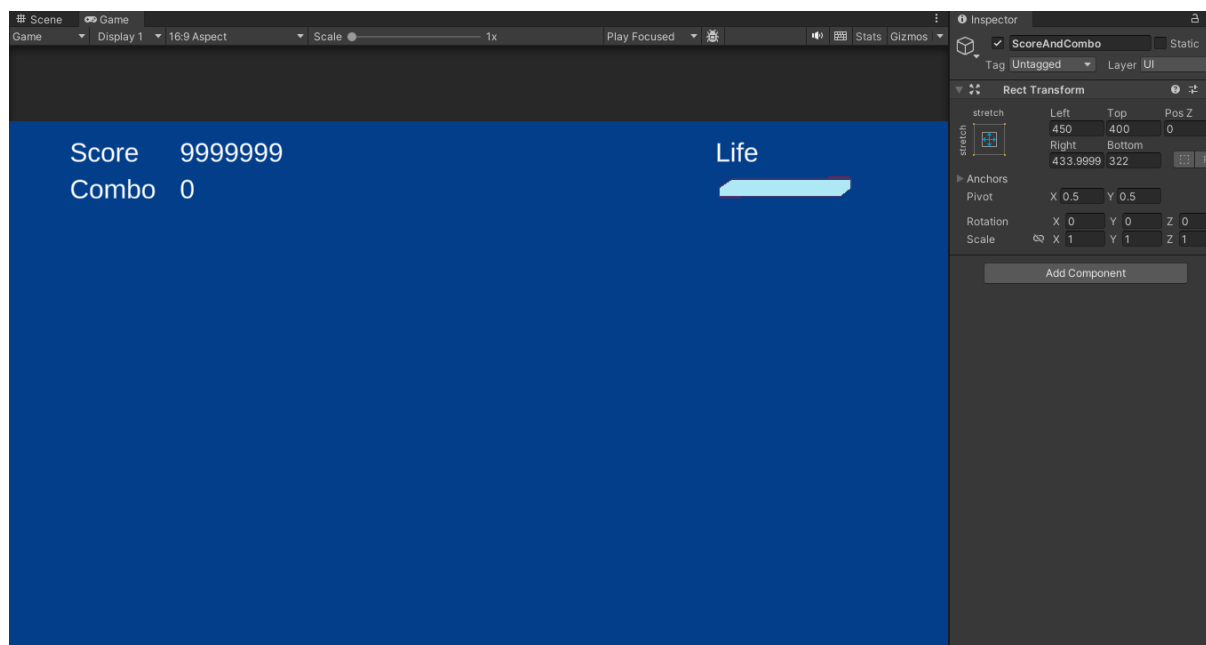 Scene Game
Game Display 1 16:9 Aspect Scale 1x Play Focused Stats Gizmos
Score 9999999
Combo 0
Life
Inspector
ScoreAndCombo Static
Tag Untagged Layer UI
Rect Transform
stretch Left Top Pos Z
stretch 450 400 0
Right Bottom
433.9999 322
Anchors
Pivot X 0.5 Y 0.5
Rotation X 0 Y 0 Z 0
Scale X 1 Y 1 Z 1
Add Component